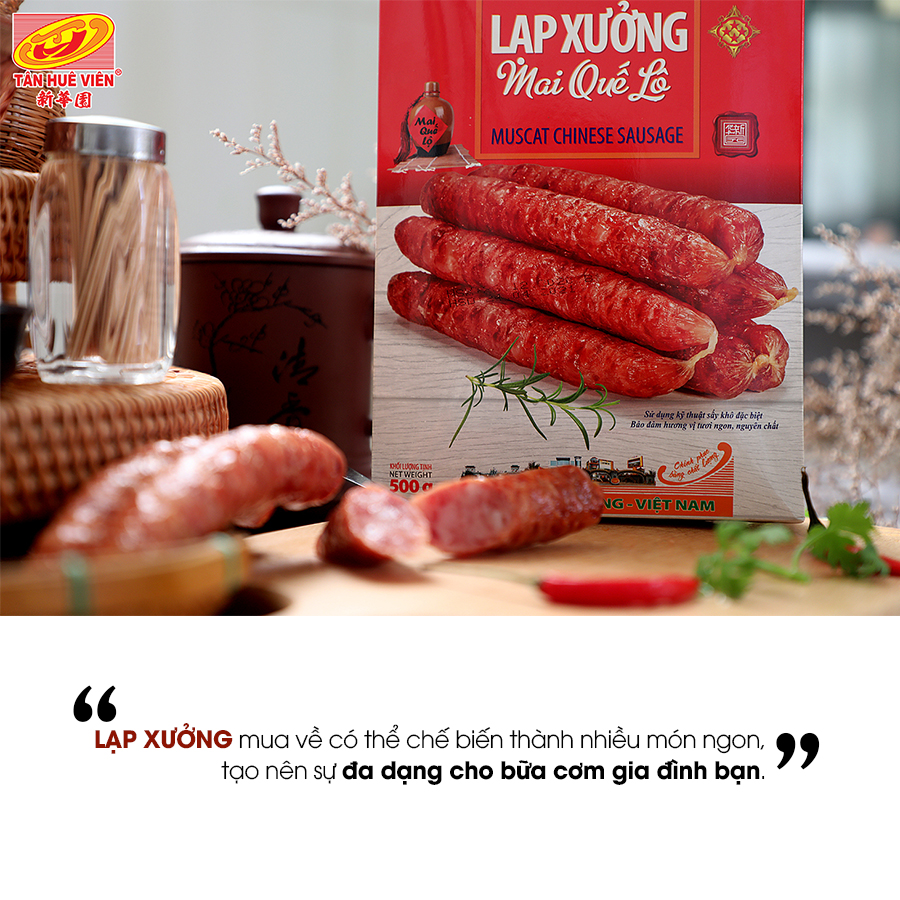 TÂN HUÊ VIÊN®
新華園
LẠP XƯỞNG
Mai Quế Lộ
Mai
Quế
Lộ
MUSCAT CHINESE SAUSAGE
Sử dụng kỹ thuật sấy khô đặc biệt
Bảo đảm hương vị tươi ngon, nguyên chất
KHỐI LƯỢNG TỊNH
NET WEIGHT
500g
NG - VIỆT NAM
“
LẠP XƯỞNG mua về có thể chế biến thành nhiều món ngon,
tạo nên sự đa dạng cho bữa cơm gia đình bạn.
”